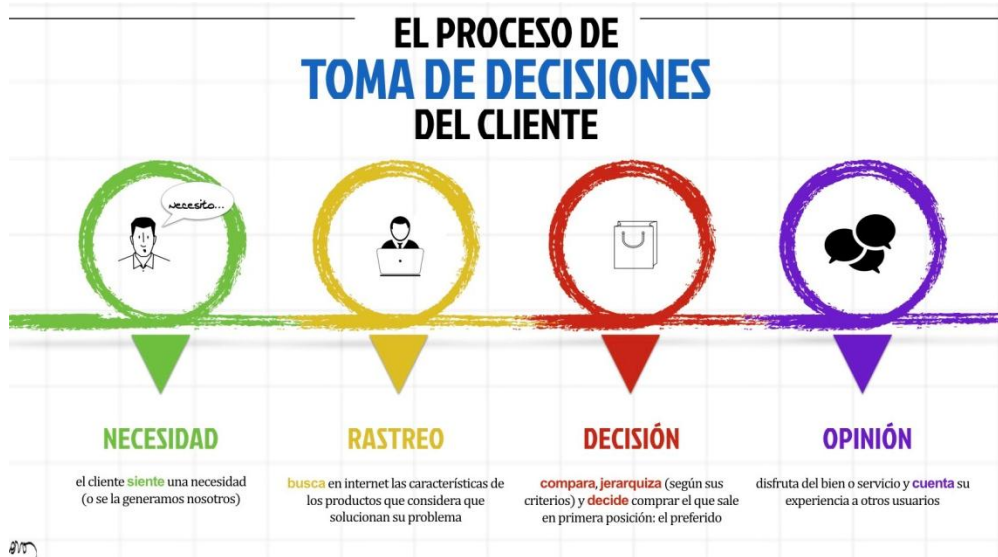 EL PROCESO DE
TOMA DE DECISIONES
DEL CLIENTE
Necesito...
NECESIDAD
el cliente siente una necesidad
(o se la generamos nosotros)
RASTREO
busca en internet las características de
los productos que considera que
solucionan su problema
DECISIÓN
compara, jerarquiza (según sus
criterios) y decide comprar el que sale
en primera posición: el preferido
OPINIÓN
disfruta del bien o servicio y cuenta su
experiencia a otros usuarios